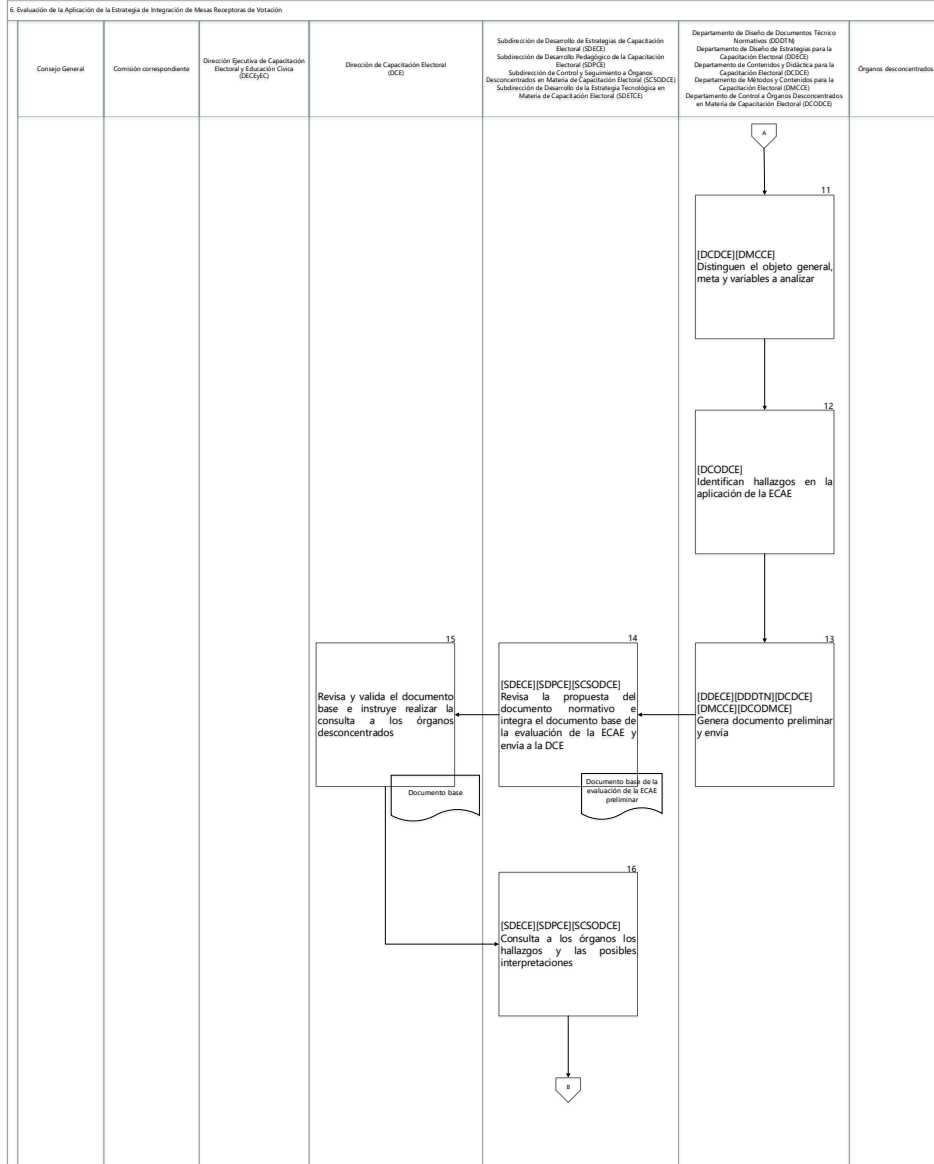 6. Evaluación de la Aplicación de la Estrategia de Integración de Mesas Receptoras de Votación
Consejo General
Comisión correspondiente
Dirección Ejecutiva de Capacitación
Electoral y Educación Cívica
(DECEyEC)
Dirección de Capacitación Electoral
(DCE)
Subdirección de Desarrollo de Estrategias de Capacitación
Electoral (SDECE)
Subdirección de Desarrollo Pedagógico de la Capacitación
Electoral (SDPCE)
Subdirección de Control y Seguimiento a Órganos
Desconcentrados en Materia de Capacitación Electoral (SCSODCE)
Subdirección de Desarrollo de la Estrategia Tecnológica en
Materia de Capacitación Electoral (SDETCE)
Departamento de Diseño de Documentos Técnico
Normativos (DDDTN)
Departamento de Diseño de Estrategias para la
Capacitación Electoral (DDECE)
Departamento de Contenidos y Didáctica para la
Capacitación Electoral (DCDCE)
Departamento de Métodos y Contenidos para la
Capacitación Electoral (DMCCE)
Departamento de Control a Órganos Desconcentrados
en Materia de Capacitación Electoral (DCODCE)
Órganos desconcentrados
A
11
[DCDCE][DMCCE]
Distinguen el objeto general,
meta y variables a analizar
12
[DCODCE]
Identifican hallazgos en la
aplicación de la ECAE
15
Revisa y valida el documento
base e instruye realizar la
consulta a los órganos
desconcentrados
Documento base
14
[SDECE][SDPCE][SCSODCE]
Revisa la propuesta del
documento normativo e
integra el documento base de
la evaluación de la ECAE y
envía a la DCE
Documento base de la
evaluación de la ECAE
preliminar
13
[DDECE][DDDTN][DCDCE]
[DMCCE][DCODMCE]
Genera documento preliminar
y envía
16
[SDECE][SDPCE][SCSODCE]
Consulta a los órganos los
hallazgos y las posibles
interpretaciones
B